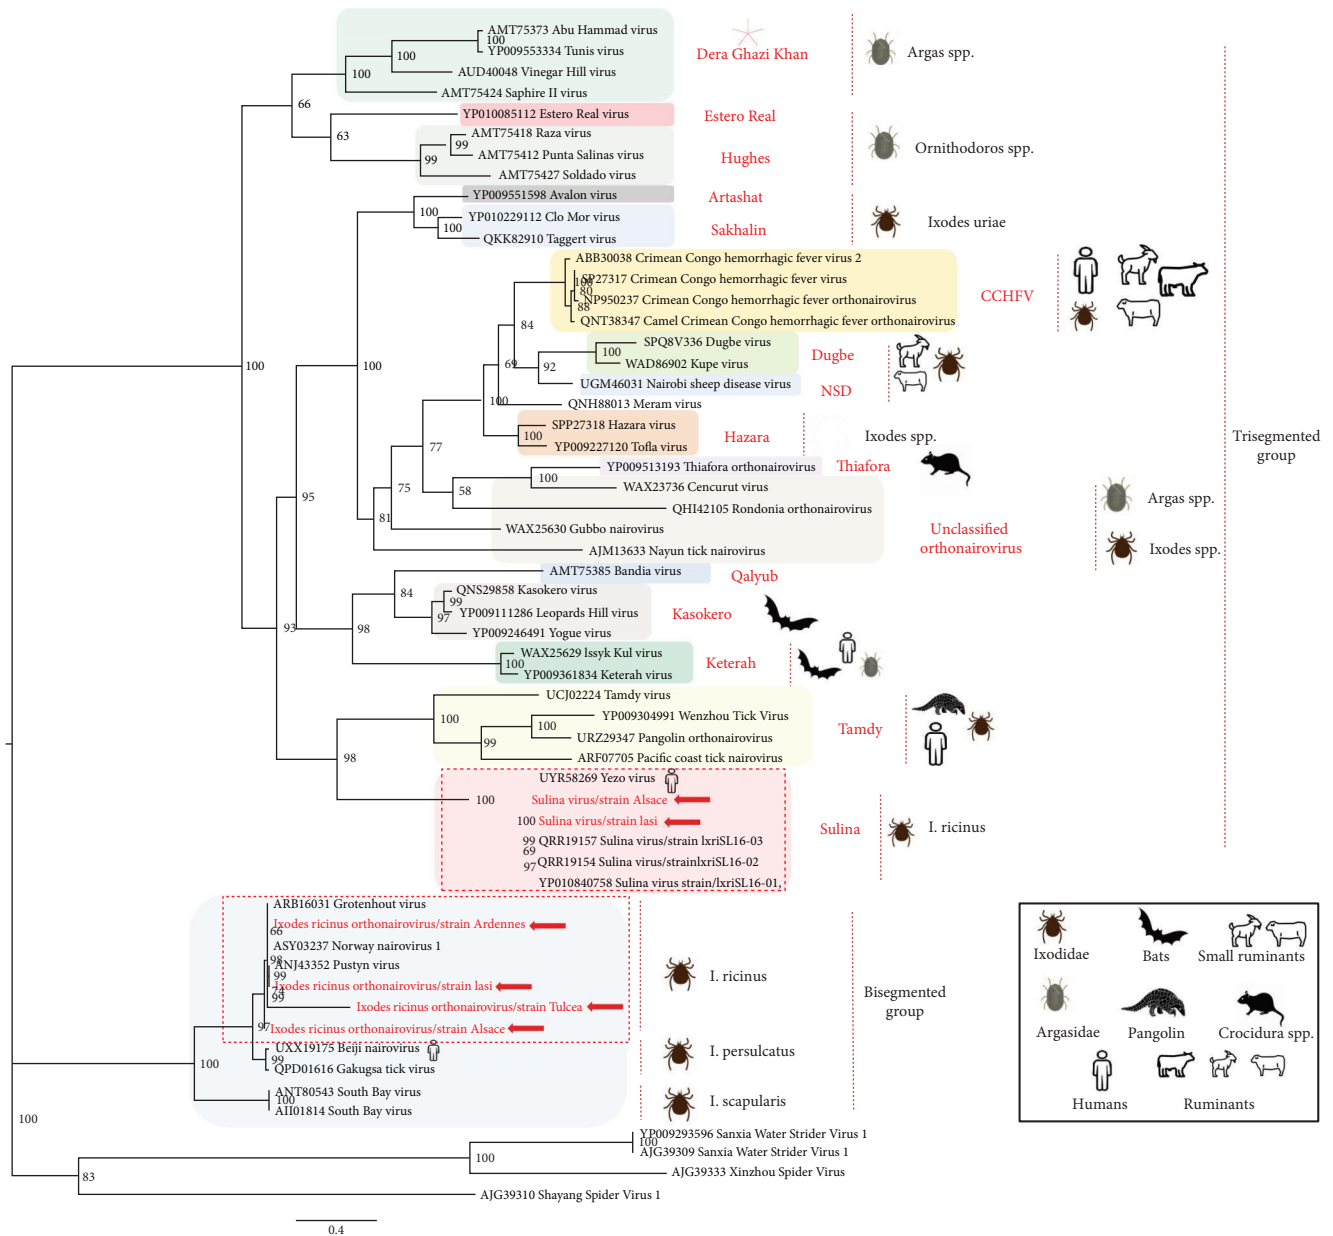 AMT75373 Abu Hammad virus
100
YP009553334 Tunis virus
100
AUD40048 Vinegar Hill virus
100
AMT75424 Saphire II virus
Dera Ghazi Khan
Argas spp.
66
YP010085112 Estero Real virus
Estero Real
63
AMT75418 Raza virus
99
AMT75412 Punta Salinas virus
99
AMT75427 Soldado virus
Hughes
Ornithodoros spp.
YP009551598 Avalon virus
Artashat
100
YP010229112 Clo Mor virus
100
QKK82910 Taggert virus
Sakhalin
Ixodes uriae
ABB30038 Crimean Congo hemorrhagic fever virus 2
100
SP27317 Crimean Congo hemorrhagic fever virus
80
NP950237 Crimean Congo hemorrhagic fever orthonairovirus
88
QNT38347 Camel Crimean Congo hemorrhagic fever orthonairovirus
CCHFV
84
SPQ8V336 Dugbe virus
100
WAD86902 Kupe virus
Dugbe
69
92
UGM46031 Nairobi sheep disease virus
NSD
100
QNH88013 Meram virus
100
100
SPP27318 Hazara virus
100
YP009227120 Tofla virus
Hazara
Ixodes spp.
77
YP009513193 Thiafora orthonairovirus
Thiafora
100
WAX23736 Cencurut virus
75
58
QHI42105 Rondonia orthonairovirus
95
81
WAX25630 Gubbo nairovirus
AJM13633 Nayun tick nairovirus
Unclassified
orthonairovirus
Argas spp.
Ixodes spp.
Trisegmented
group
AMT75385 Bandia virus
Qalyub
84
QNS29858 Kasokero virus
99
YP009111286 Leopards Hill virus
97
YP009246491 Yogue virus
Kasokero
93
98
WAX25629 lssyk Kul virus
100
YP009361834 Keterah virus
Keterah
UCJ02224 Tamdy virus
100
YP009304991 Wenzhou Tick Virus
100
URZ29347 Pangolin orthonairovirus
99
ARF07705 Pacific coast tick nairovirus
Tamdy
98
UYR58269 Yezo virus
100
Sulina virus/strain Alsace
100
Sulina virus/strain lasi
99
QRR19157 Sulina virus/strain lxriSL16-03
69
QRR19154 Sulina virus/strainlxriSL16-02
97
YP010840758 Sulina virus strain/lxriSL16-01,
Sulina
I. ricinus
ARB16031 Grotenhout virus
Ixodes ricinus orthonairovirus/strain Ardennes
66
ASY03237 Norway nairovirus 1
98
ANJ43352 Pustyn virus
99
Ixodes ricinus orthonairovirus/strain lasi
74
99
Ixodes ricinus orthonairovirus/strain Tulcea
97
Ixodes ricinus orthonairovirus/strain Alsace
I. ricinus
Bisegmented
group
UXX19175 Beiji nairovirus
99
QPD01616 Gakugsa tick virus
I. persulcatus
100
ANT80543 South Bay virus
100
AII01814 South Bay virus
I. scapularis
100
YP009293596 Sanxia Water Strider Virus 1
100
AJG39309 Sanxia Water Strider Virus 1
100
AJG39333 Xinzhou Spider Virus
83
AJG39310 Shayang Spider Virus 1
0.4
Ixodidae
Bats
Small ruminants
Argasidae
Pangolin
Crocidura spp.
Humans
Ruminants